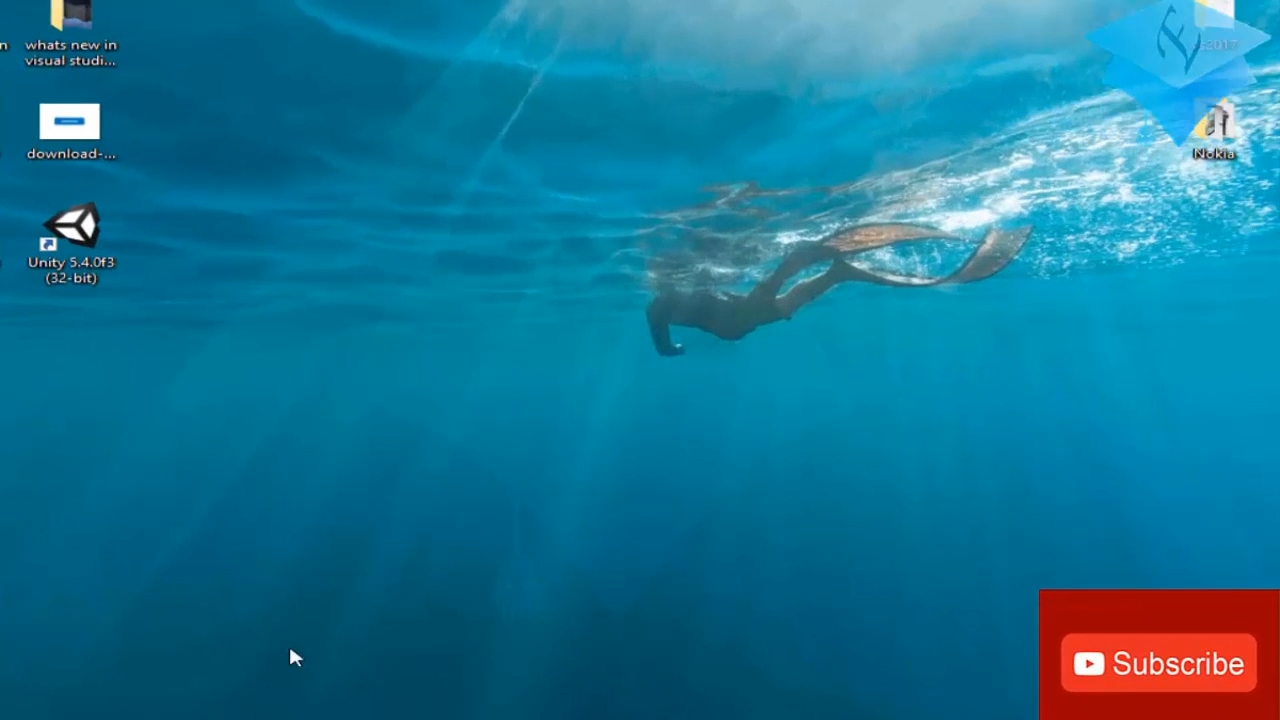 whats new in
visual studi...
download-...
Unity 5.4.0f3
(32-bit)
Nokia
Subscribe